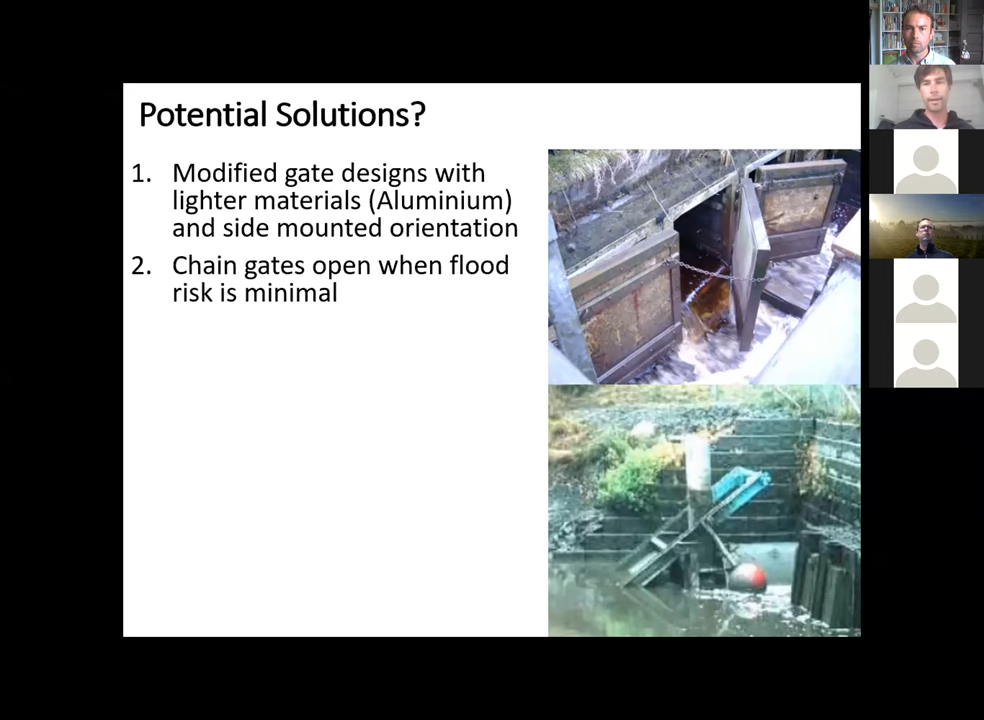 Potential Solutions?
1. Modified gate designs with
lighter materials (Aluminium)
and side mounted orientation
2. Chain gates open when flood
risk is minimal